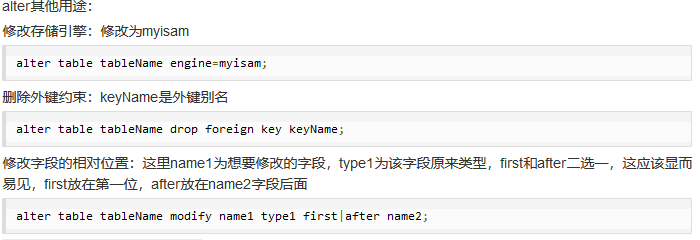 alter其他用途：
修改存储引擎：修改为myisam
alter table tableName engine=myisam;
删除外键约束：keyName是外键别名
alter table tableName drop foreign key keyName;
修改字段的相对位置：这里name1为想要修改的字段，type1为该字段原来类型，first和after二选一，这应该显而
易见，first放在第一位，after放在name2字段后面
alter table tableName modify name1 type1 first|after name2;